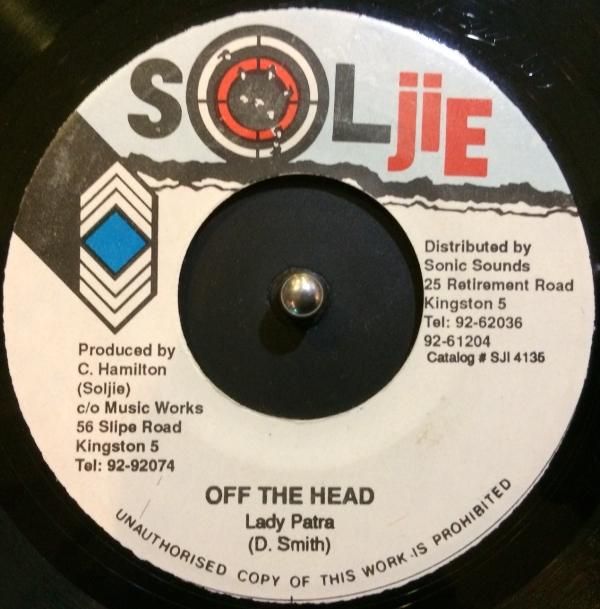 SOLjiE
Distributed by
Sonic Sounds
25 Retirement Road
Kingston 5
Tel: 92-62036
92-61204
Catalog # SJI 4135
Produced by
C. Hamilton
(Soljie)
c/o Music Works
56 Slipe Road
Kingston 5
Tel: 92-92074
OFF THE HEAD
Lady Patra
(D. Smith)
UNAUTHORISED COPY OF THIS WORK IS PROHIBITED